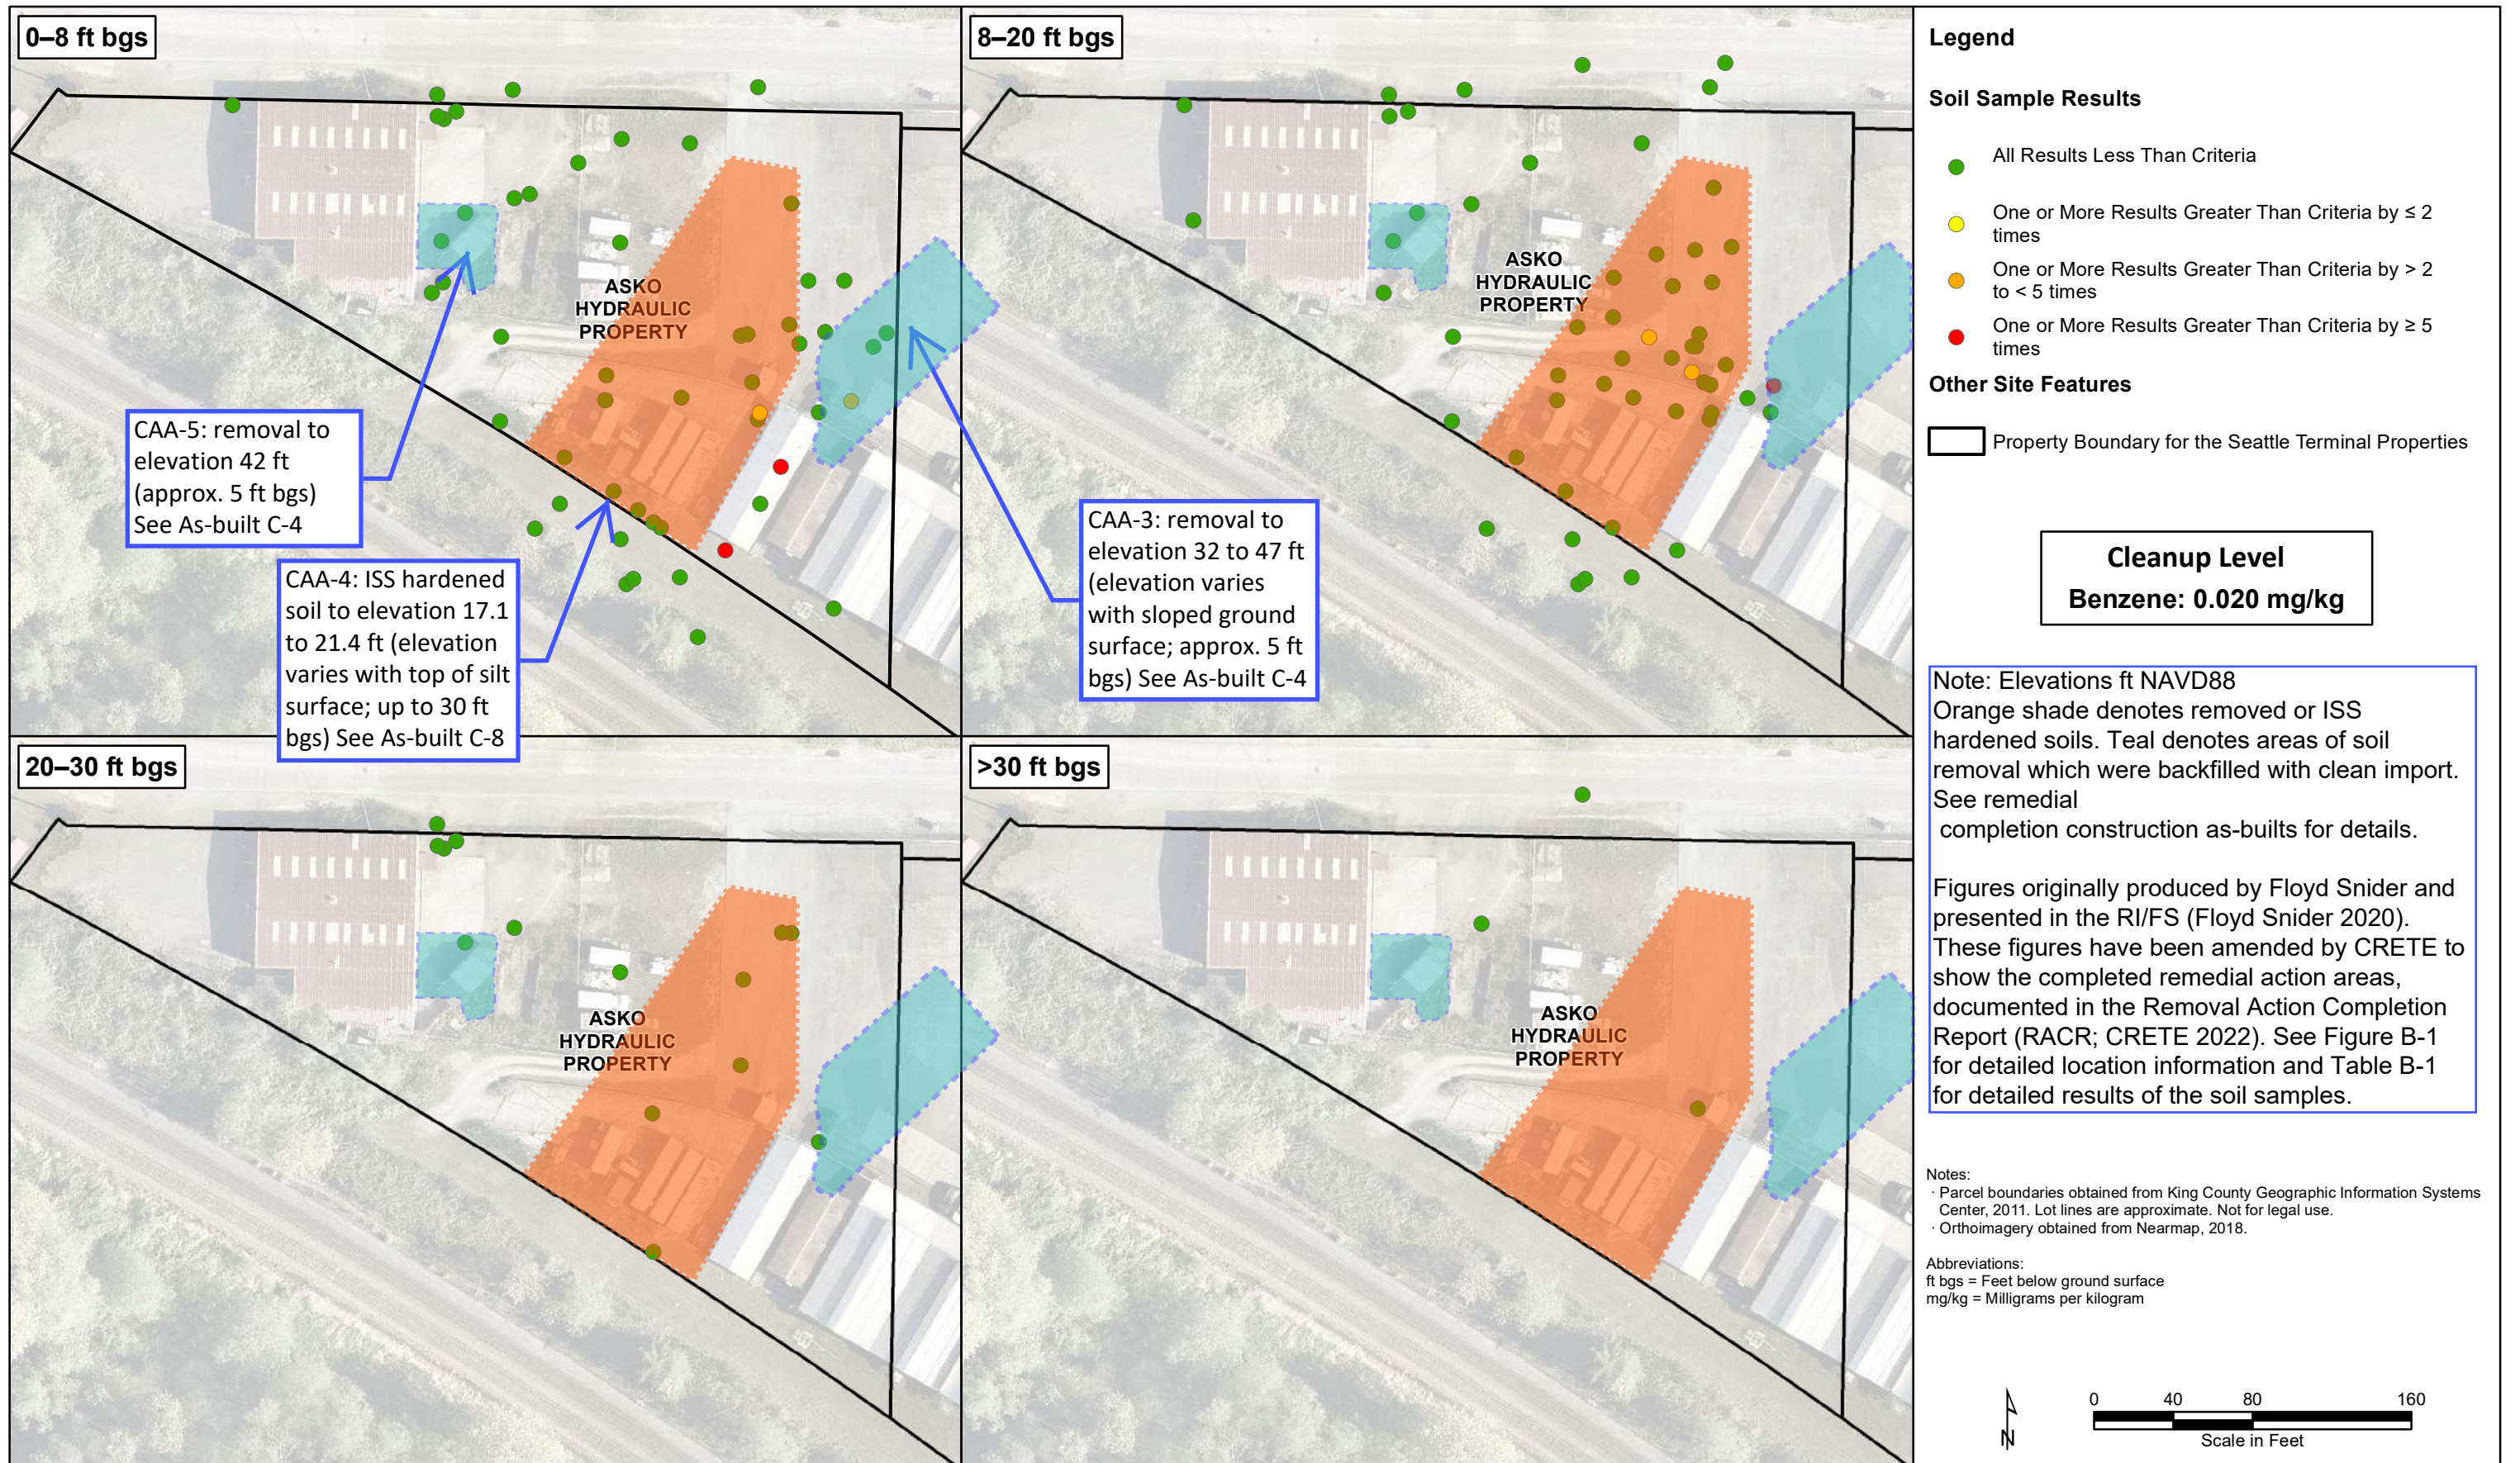 0–8 ft bgs
ASKO
HYDRAULIC
PROPERTY
CAA-5: removal to
elevation 42 ft
(approx. 5 ft bgs)
See As-built C-4
CAA-4: ISS hardened
soil to elevation 17.1
to 21.4 ft (elevation
varies with top of silt
surface; up to 30 ft
bgs) See As-built C-8
8–20 ft bgs
ASKO
HYDRAULIC
PROPERTY
CAA-3: removal to
elevation 32 to 47 ft
(elevation varies
with sloped ground
surface; approx. 5 ft
bgs) See As-built C-4
20–30 ft bgs
ASKO
HYDRAULIC
PROPERTY
>30 ft bgs
ASKO
HYDRAULIC
PROPERTY
Legend
Soil Sample Results
All Results Less Than Criteria
One or More Results Greater Than Criteria by ≤ 2
times
One or More Results Greater Than Criteria by > 2
to < 5 times
One or More Results Greater Than Criteria by ≥ 5
times
Other Site Features
Property Boundary for the Seattle Terminal Properties
Cleanup Level
Benzene: 0.020 mg/kg
Note: Elevations ft NAVD88
Orange shade denotes removed or ISS
hardened soils. Teal denotes areas of soil
removal which were backfilled with clean import.
See remedial
completion construction as-builts for details.
Figures originally produced by Floyd Snider and
presented in the RI/FS (Floyd Snider 2020).
These figures have been amended by CRETE to
show the completed remedial action areas,
documented in the Removal Action Completion
Report (RACR; CRETE 2022). See Figure B-1
for detailed location information and Table B-1
for detailed results of the soil samples.
Notes:
· Parcel boundaries obtained from King County Geographic Information Systems
Center, 2011. Lot lines are approximate. Not for legal use.
· Orthoimagery obtained from Nearmap, 2018.
Abbreviations:
ft bgs = Feet below ground surface
mg/kg = Milligrams per kilogram
N
0 40 80 160
Scale in Feet